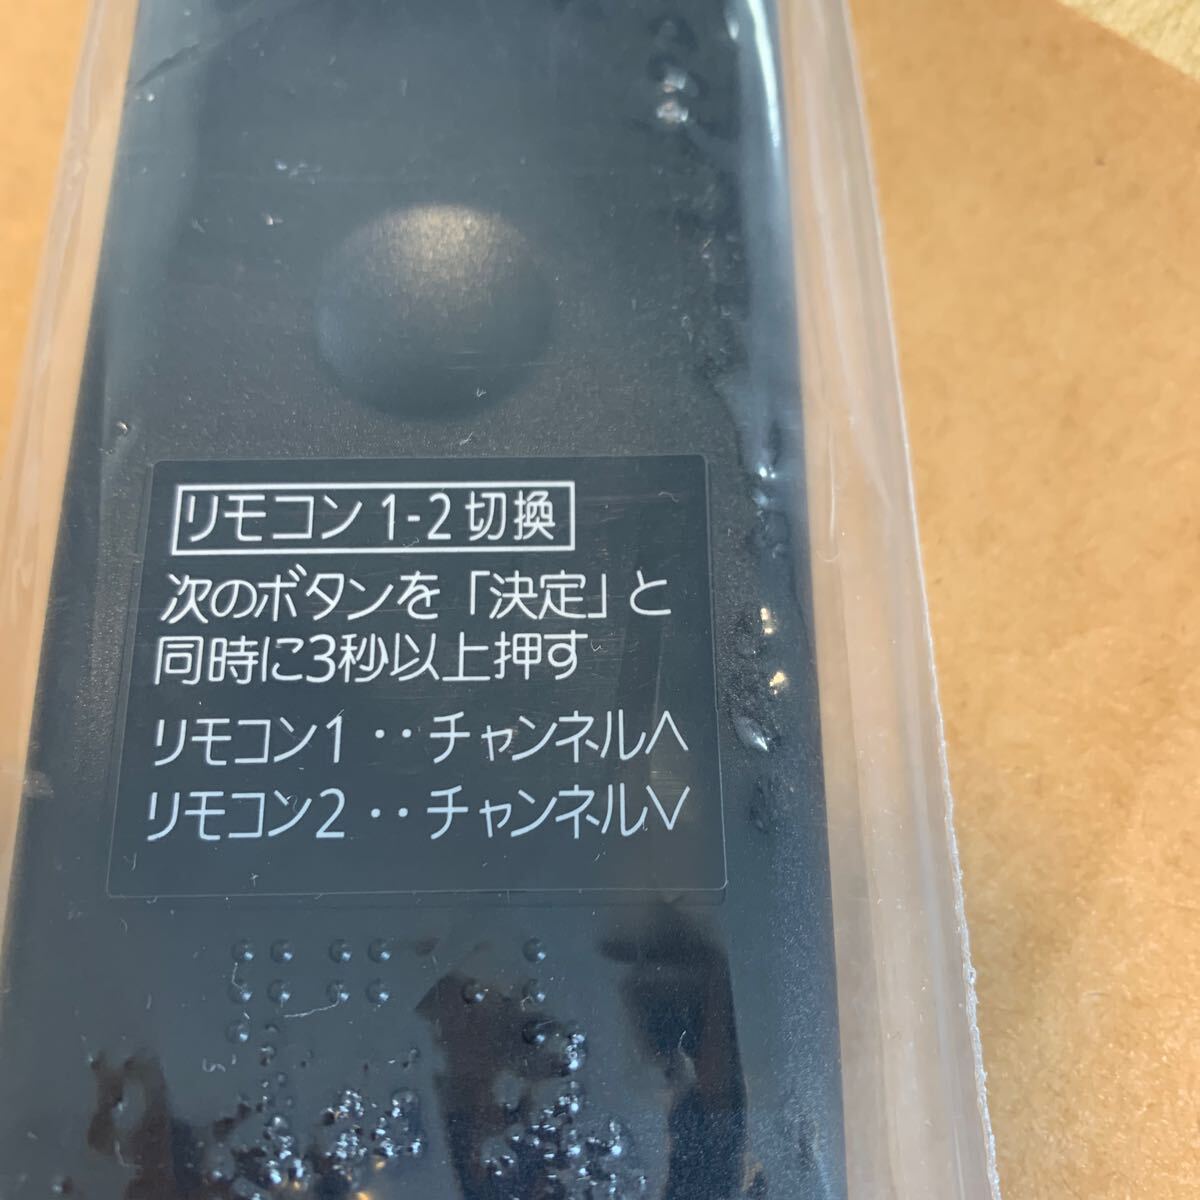 リモコン1-2切換
次のボタンを「決定」と
同時に3秒以上押す
リモコン1‥チャンネル∧
リモコン2‥チャンネル∨